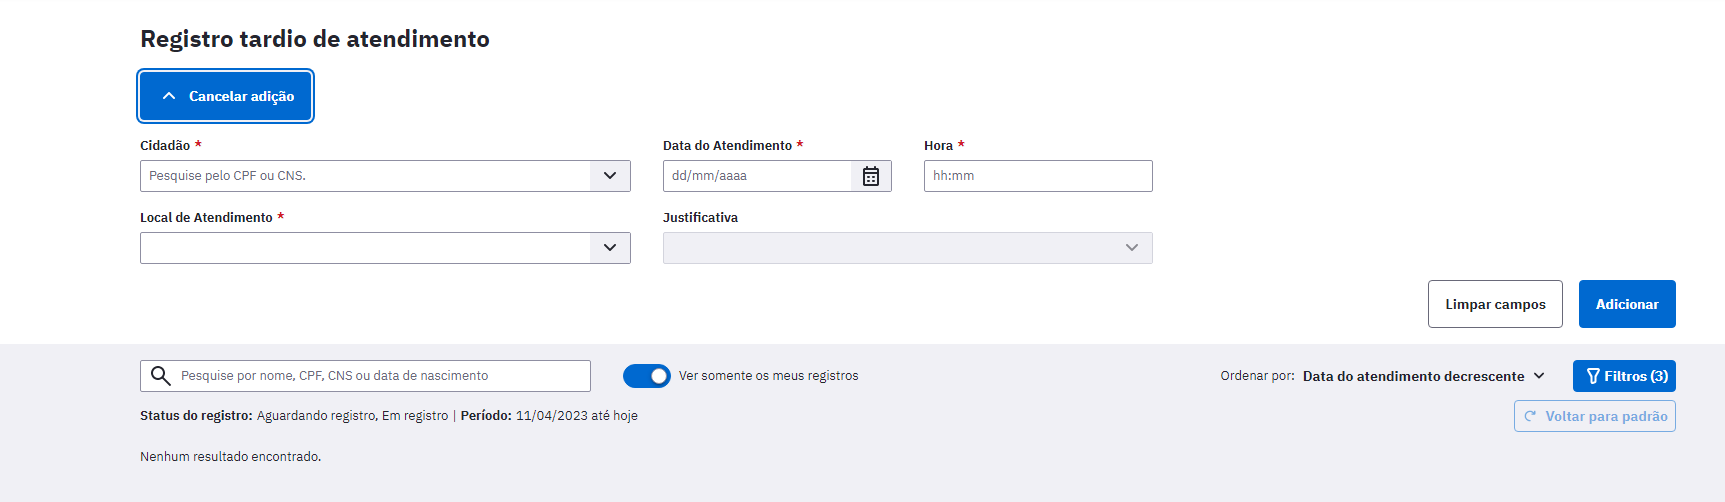 Registro tardio de atendimento
Cancelar adição
Cidadão * Data do Atendimento * Hora *
Pesquise pelo CPF ou CNS. dd/mm/aaaa hh:mm
Local de Atendimento * Justificativa
Limpar campos Adicionar
Pesquise por nome, CPF, CNS ou data de nascimento Ver somente os meus registros Ordenar por: Data do atendimento decrescente Filtros (3)
Status do registro: Aguardando registro, Em registro | Período: 11/04/2023 até hoje Voltar para padrão
Nenhum resultado encontrado.